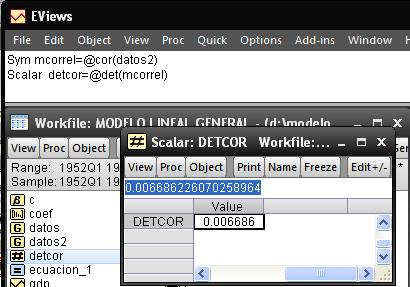 EViews
File Edit Object View Proc Quick Options Add-ins Window
Sym mcorrel=@cor(datos2)
Scalar detcor=@det(mcorrel)
Workfile: MODELO LINEAL GENERAL - (d:\modelo
View Proc Object
Range: 1952Q1 19
Sample: 1952Q1 19
Scalar: DETCOR Workfile:...
View Proc Object Print Name Freeze Edit+/-
0.006686226070258964
Value
DETCOR 0.006686
c
coef
datos
datos2
detcor
ecuacion_1
gdp